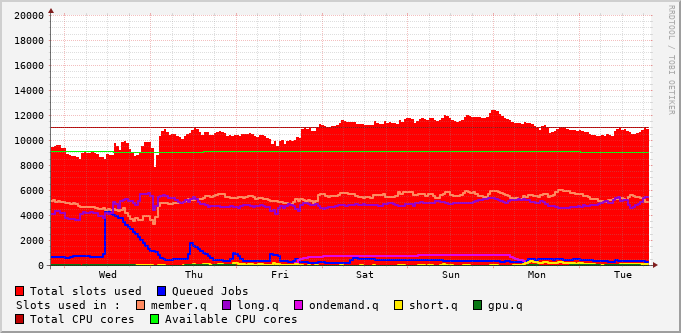 RRDTOOL / TOBI OETIKER
20000
18000
16000
14000
12000
10000
8000
6000
4000
2000
0
Wed Thu Fri Sat Sun Mon Tue
Total slots used Queued Jobs
Slots used in : member.q long.q ondemand.q short.q gpu.q
Total CPU cores Available CPU cores